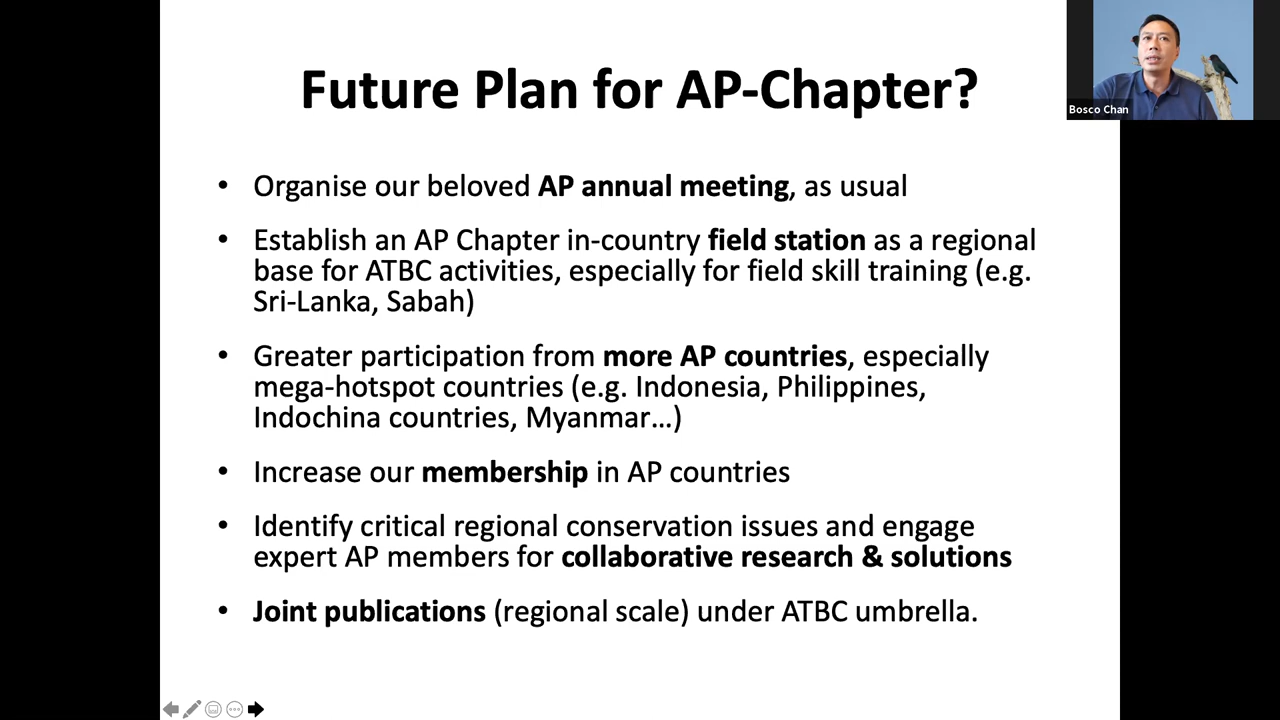 Future Plan for AP-Chapter?
Bosco Chan
• Organise our beloved AP annual meeting, as usual
• Establish an AP Chapter in-country field station as a regional
base for ATBC activities, especially for field skill training (e.g.
Sri-Lanka, Sabah)
• Greater participation from more AP countries, especially
mega-hotspot countries (e.g. Indonesia, Philippines,
Indochina countries, Myanmar…)
• Increase our membership in AP countries
• Identify critical regional conservation issues and engage
expert AP members for collaborative research & solutions
• Joint publications (regional scale) under ATBC umbrella.